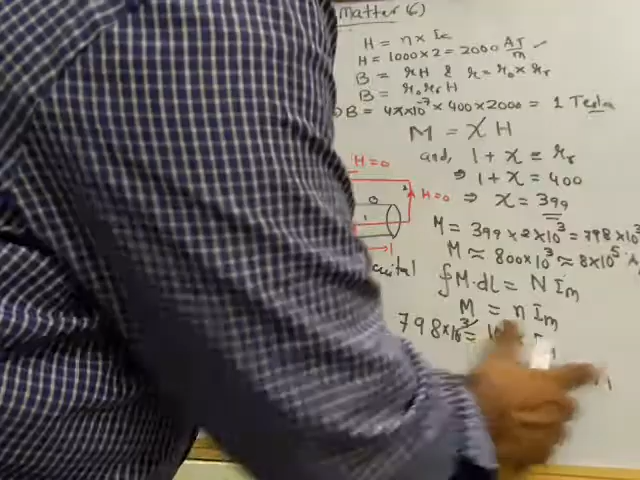 Matter (6)
H = n × Ic
H = 1000×2 = 2000 AT/m ✓
B = μH & μ = μ₀ × μr
B = μ₀ μr H
⇒ B = 4π×10⁻⁷ × 400 × 2000 = 1 Tesla
M = χ H
and, 1 + χ = μr
⇒ 1 + χ = 400
⇒ χ = 399
H=0
H=0
M = 399 × 2×10³ = 798×10³
M ≈ 800×10³ ≈ 8×10⁵ A
∮M·dl = N Im
M = n Im
798×10³ =